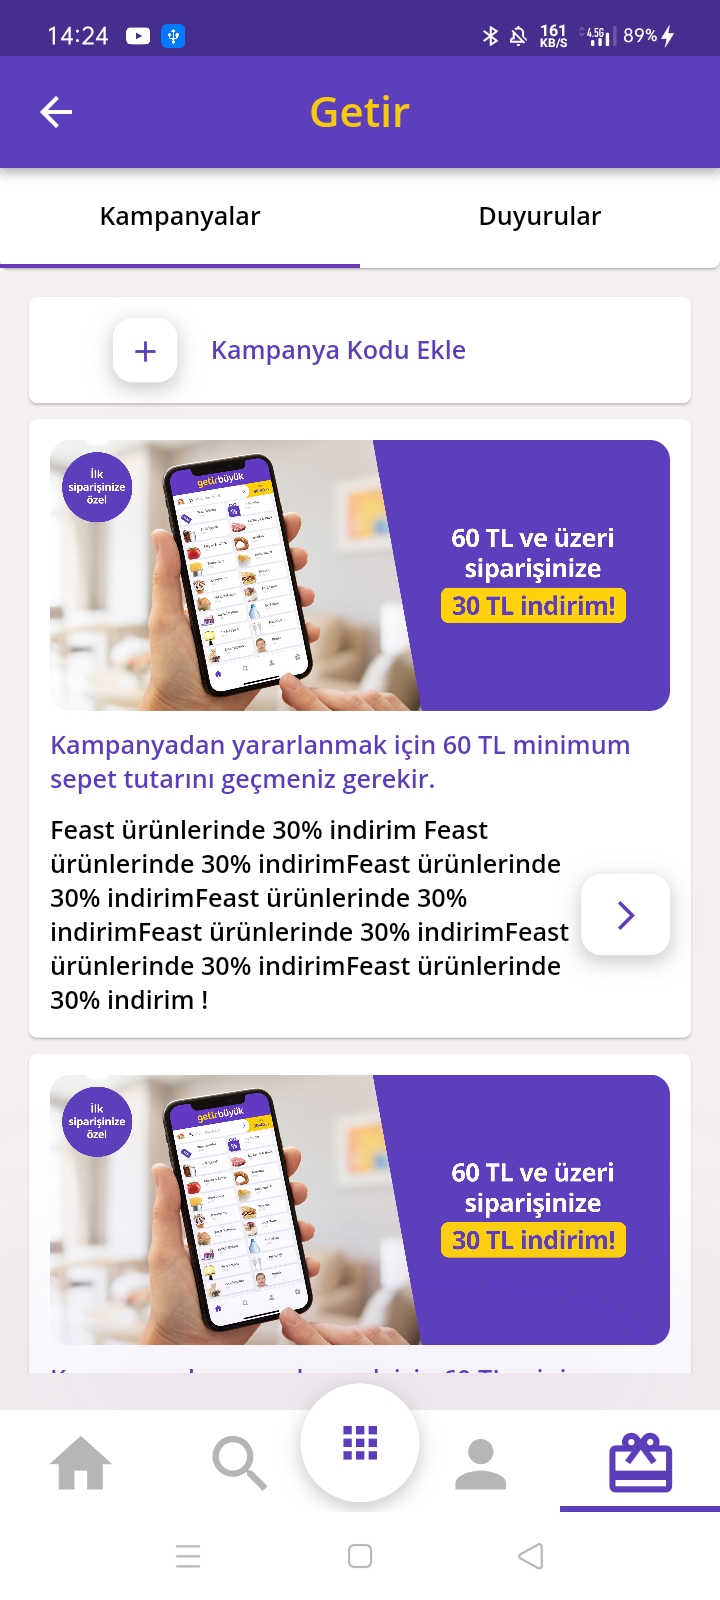 14:24
161
KB/S
4.5G
89%
Getir
Kampanyalar
Duyurular
Kampanya Kodu Ekle
İlk
siparişinize
özel
getirbüyük
60 TL ve üzeri
siparişinize
30 TL indirim!
Kampanyadan yararlanmak için 60 TL minimum
sepet tutarını geçmeniz gerekir.
Feast ürünlerinde 30% indirim Feast
ürünlerinde 30% indirimFeast ürünlerinde
30% indirimFeast ürünlerinde 30%
indirimFeast ürünlerinde 30% indirimFeast
ürünlerinde 30% indirimFeast ürünlerinde
30% indirim !
İlk
siparişinize
özel
getirbüyük
60 TL ve üzeri
siparişinize
30 TL indirim!